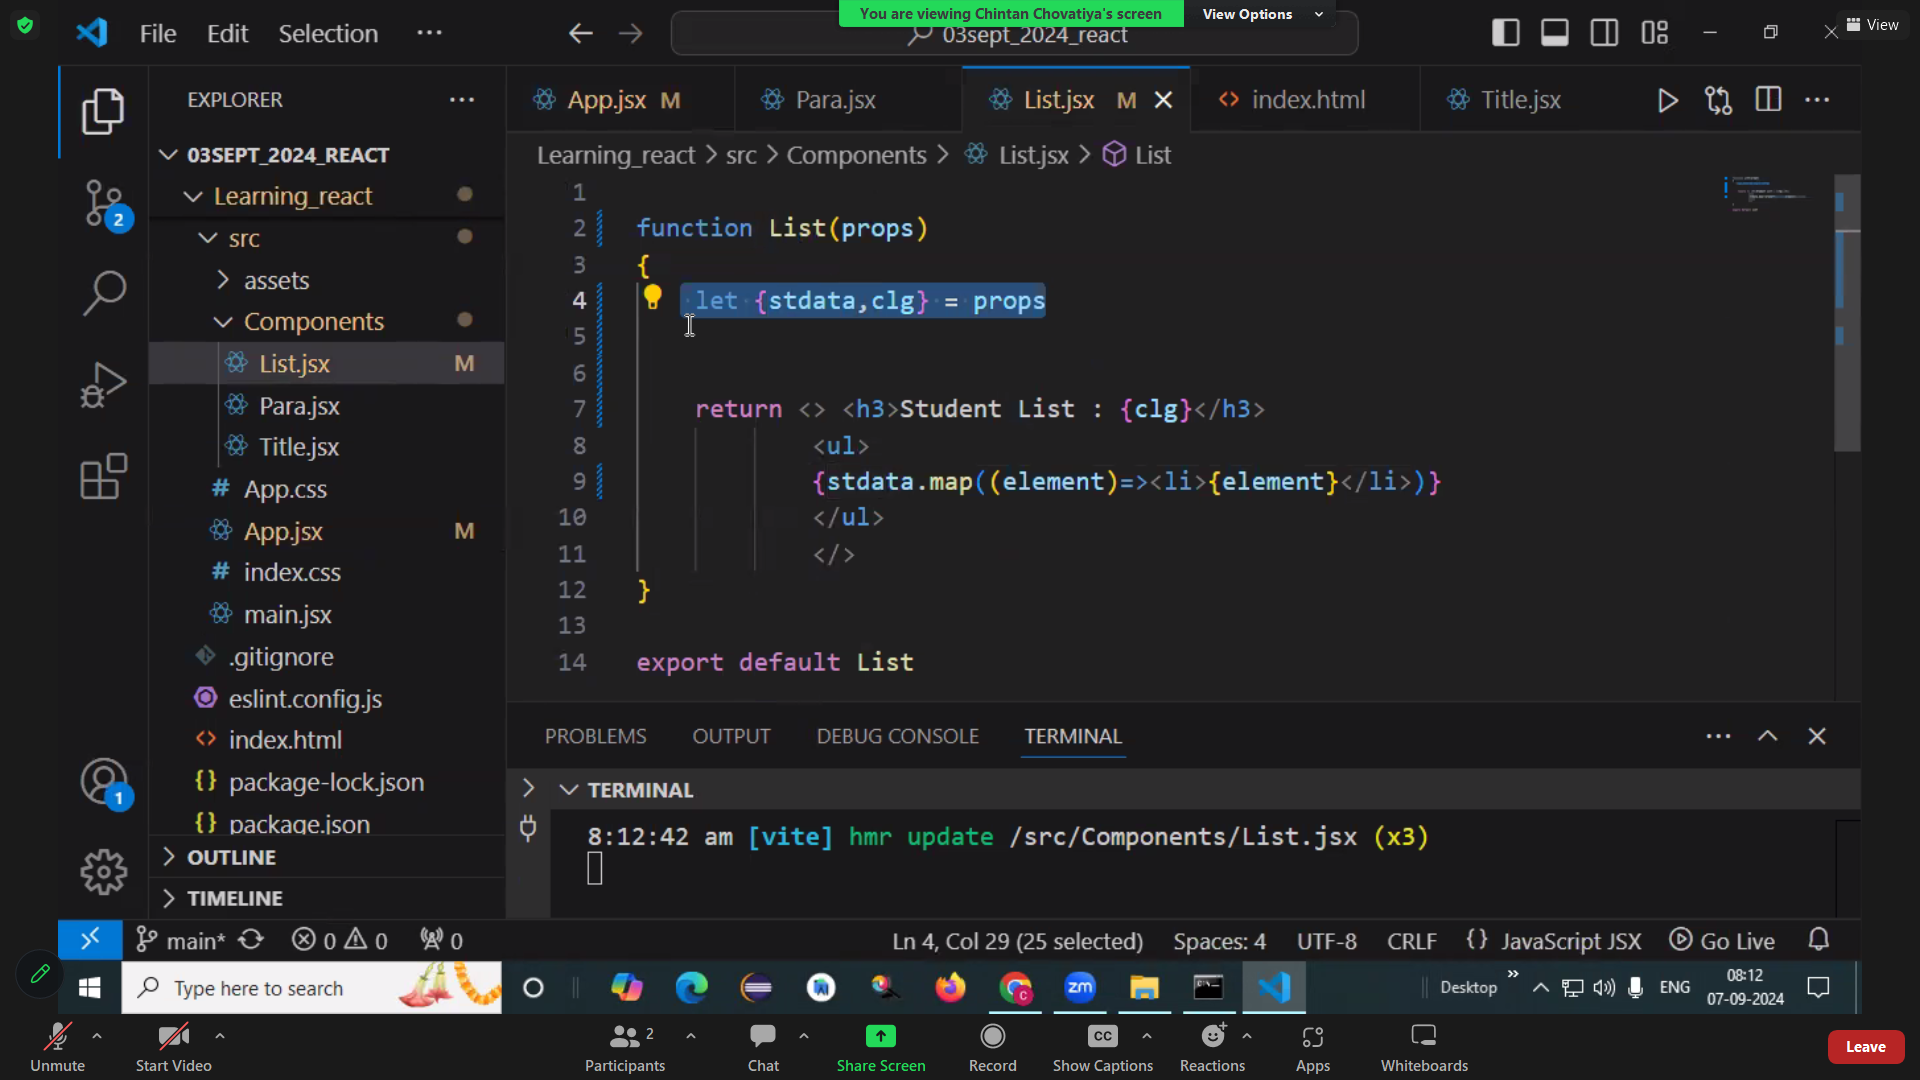 You are viewing Chintan Chovatiya's screen
View Options
View
File Edit Selection ···
03sept_2024_react
EXPLORER
03SEPT_2024_REACT
Learning_react
src
assets
Components
List.jsx M
Para.jsx
Title.jsx
App.css
App.jsx M
index.css
main.jsx
.gitignore
eslint.config.js
index.html
package-lock.json
package.json
OUTLINE
TIMELINE
2
1
App.jsx M
Para.jsx
List.jsx M
index.html
Title.jsx
Learning_react > src > Components > List.jsx > List
1
2 function List(props)
3 {
4 let {stdata,clg} = props
5
6
7 return <> <h3>Student List : {clg}</h3>
8 <ul>
9 {stdata.map((element)=><li>{element}</li>)}
10 </ul>
11 </>
12 }
13
14 export default List
PROBLEMS OUTPUT DEBUG CONSOLE TERMINAL
TERMINAL
8:12:42 am [vite] hmr update /src/Components/List.jsx (x3)
main* 0 0 0
Ln 4, Col 29 (25 selected) Spaces: 4 UTF-8 CRLF {} JavaScript JSX Go Live
Type here to search
zm
Desktop
ENG
08:12
07-09-2024
Unmute
Start Video
2
Participants
Chat
Share Screen
Record
CC
Show Captions
Reactions
Apps
Whiteboards
Leave